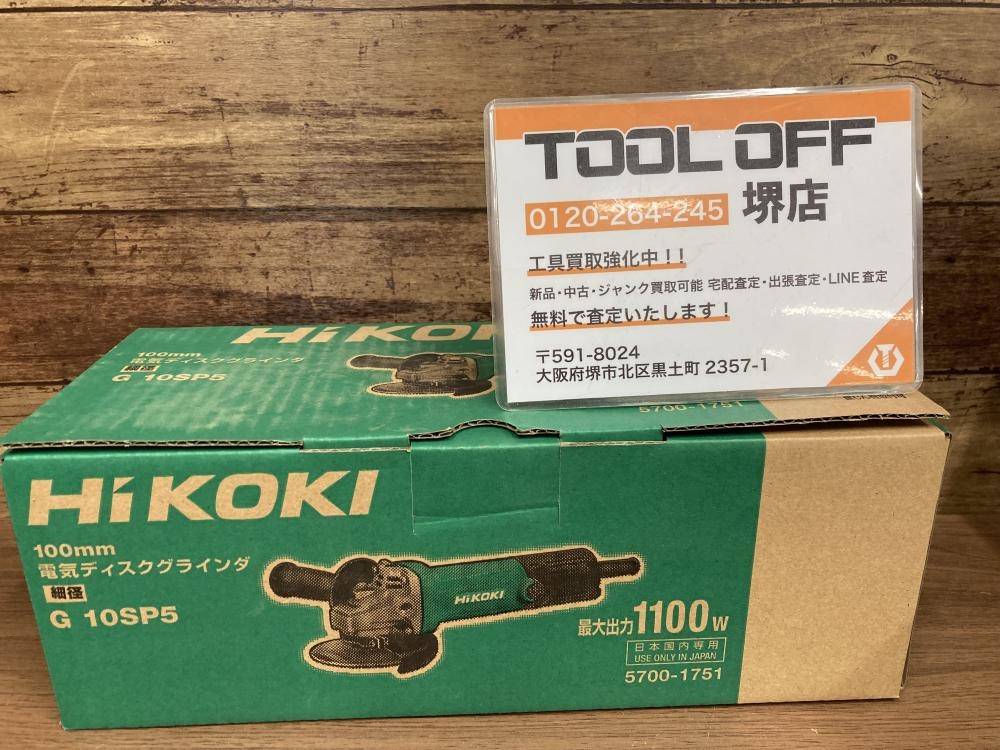 TOOL OFF
0120-264-245 堺店
工具買取強化中!!
新品・中古・ジャンク買取可能 宅配査定・出張査定・LINE査定
無料で査定いたします!
〒591-8024
大阪府堺市北区黒土町 2357-1
HiKOKI
100mm
電気ディスクグラインダ
細径
G 10SP5
5700-1751
HiKOKI
100mm
電気ディスクグラインダ
細径
G 10SP5
HiKOKI
最大出力1100W
日本国内専用
USE ONLY IN JAPAN
5700-1751